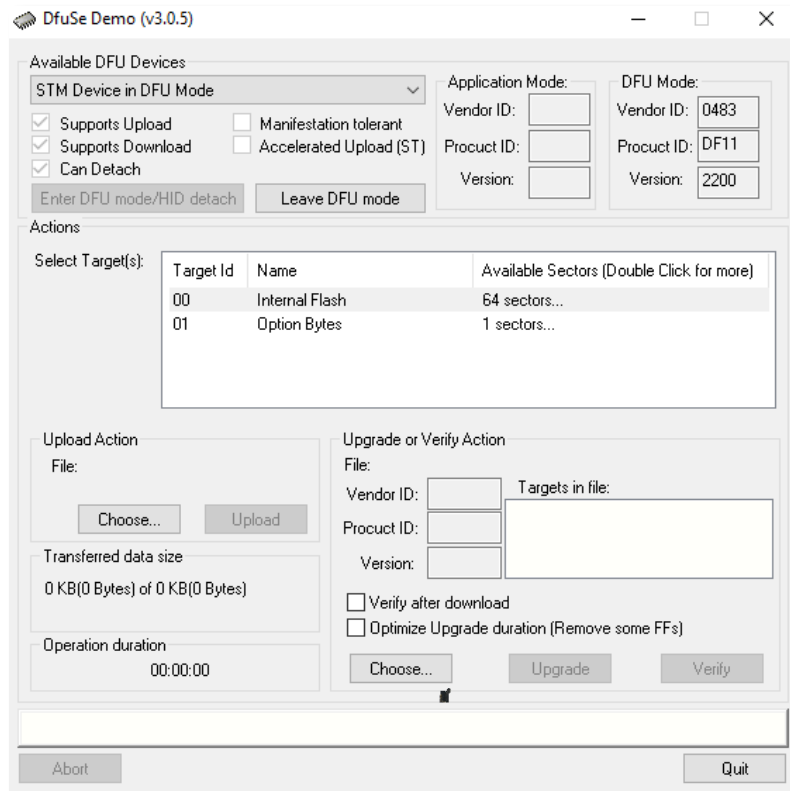 DfuSe Demo (v3.0.5)
Available DFU Devices
STM Device in DFU Mode
Supports Upload
Manifestation tolerant
Supports Download
Accelerated Upload (ST)
Can Detach
Enter DFU mode/HID detach
Leave DFU mode
Application Mode:
Vendor ID:
Procuct ID:
Version:
DFU Mode:
Vendor ID: 0483
Procuct ID: DF11
Version: 2200
Actions
Select Target(s):
Target Id Name Available Sectors (Double Click for more)
00 Internal Flash 64 sectors...
01 Option Bytes 1 sectors...
Upload Action
File:
Choose... Upload
Transferred data size
0 KB(0 Bytes) of 0 KB(0 Bytes)
Operation duration
00:00:00
Upgrade or Verify Action
File:
Vendor ID:
Procuct ID:
Version:
Targets in file:
Verify after download
Optimize Upgrade duration (Remove some FFs)
Choose... Upgrade Verify
Abort Quit